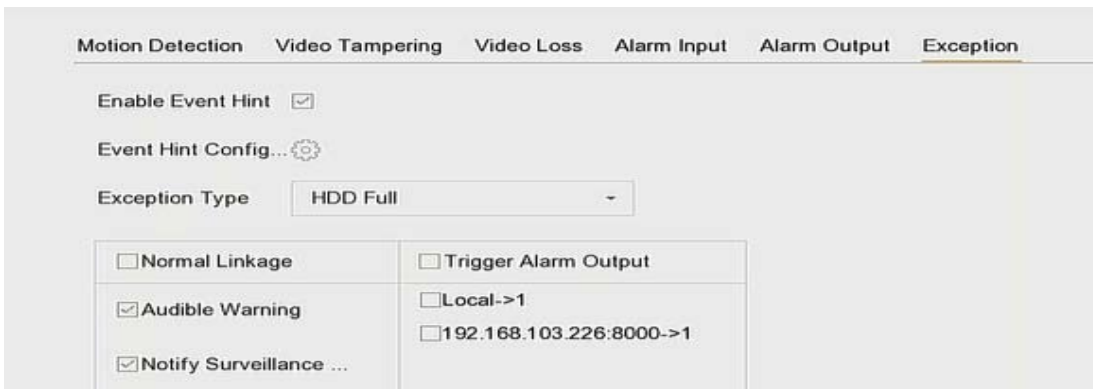 Motion Detection Video Tampering Video Loss Alarm Input Alarm Output Exception
Enable Event Hint
Event Hint Config...
Exception Type HDD Full
Normal Linkage Trigger Alarm Output
Audible Warning Local->1
192.168.103.226:8000->1
Notify Surveillance ...